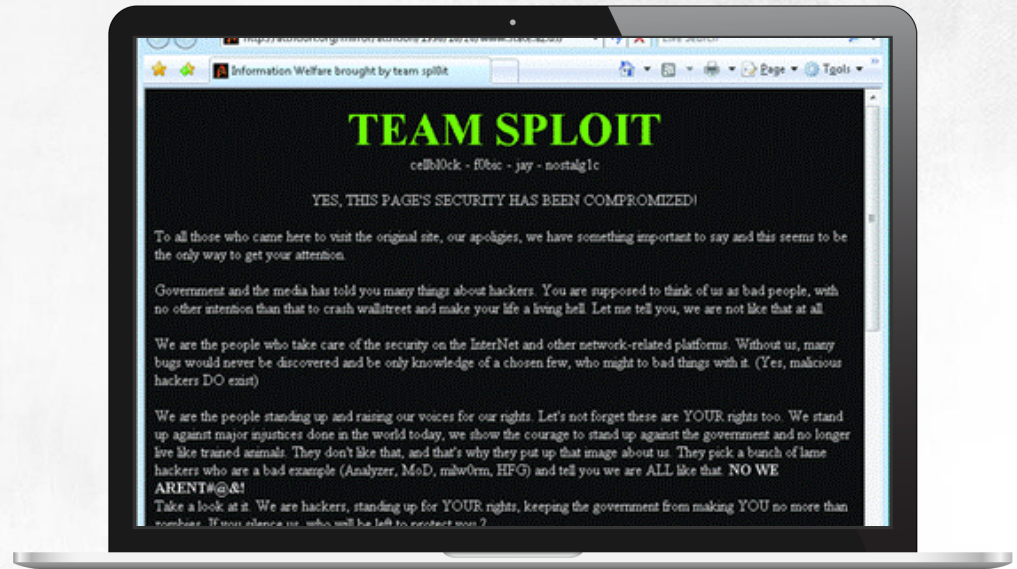 Information Welfare brought by team spl0it
Page
Tools
TEAM SPLOIT
cellbl0ck - f0bic - jay - nostalg1c
YES, THIS PAGE'S SECURITY HAS BEEN COMPROMIZED!
To all those who came here to visit the original site, our apoligies, we have something important to say and this seems to be
the only way to get your attention.
Government and the media has told you many things about hackers. You are supposed to think of us as bad people, with
no other intention than that to crash wallstreet and make your life a living hell. Let me tell you, we are not like that at all.
We are the people who take care of the security on the InterNet and other network-related platforms. Without us, many
bugs would never be discovered and be only knowledge of a chosen few, who might to bad things with it. (Yes, malicious
hackers DO exist)
We are the people standing up and raising our voices for our rights. Let's not forget these are YOUR rights too. We stand
up against major injustices done in the world today, we show the courage to stand up against the government and no longer
live like trained animals. They don't like that, and that's why they put up that image about us. They pick a bunch of lame
hackers who are a bad example (Analyzer, MoD, milw0rm, HFG) and tell you we are ALL like that. NO WE
ARENT#@&!
Take a look at it. We are hackers, standing up for YOUR rights, keeping the government from making YOU no more than
zombies. If you silence us, who will be left to protect you ?